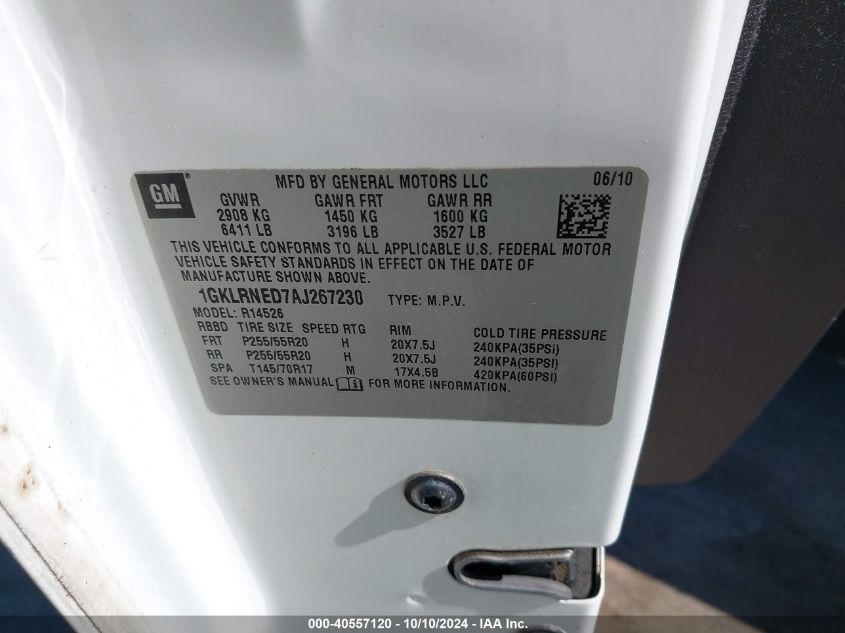 GM ® MFD BY GENERAL MOTORS LLC 06/10
GVWR GAWR FRT GAWR RR
2908 KG 1450 KG 1600 KG
6411 LB 3196 LB 3527 LB
THIS VEHICLE CONFORMS TO ALL APPLICABLE U.S. FEDERAL MOTOR
VEHICLE SAFETY STANDARDS IN EFFECT ON THE DATE OF
MANUFACTURE SHOWN ABOVE.
1GKLRNED7AJ267230 TYPE: M.P.V.
MODEL: R14526
RBBD TIRE SIZE SPEED RTG RIM COLD TIRE PRESSURE
FRT P255/55R20 H 20X7.5J 240KPA(35PSI)
RR P255/55R20 H 20X7.5J 240KPA(35PSI)
SPA T145/70R17 M 17X4.5B 420KPA(60PSI)
SEE OWNER'S MANUAL FOR MORE INFORMATION.
000-40557120 - 10/10/2024 - IAA Inc.